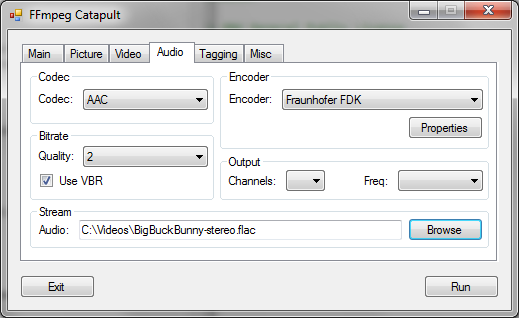 FFmpeg Catapult
Main Picture Video Audio Tagging Misc
Codec
Codec: AAC
Encoder
Encoder: Fraunhofer FDK
Properties
Bitrate
Quality: 2
Use VBR
Output
Channels: Freq:
Stream
Audio: C:\Videos\BigBuckBunny-stereo.flac Browse
Exit Run